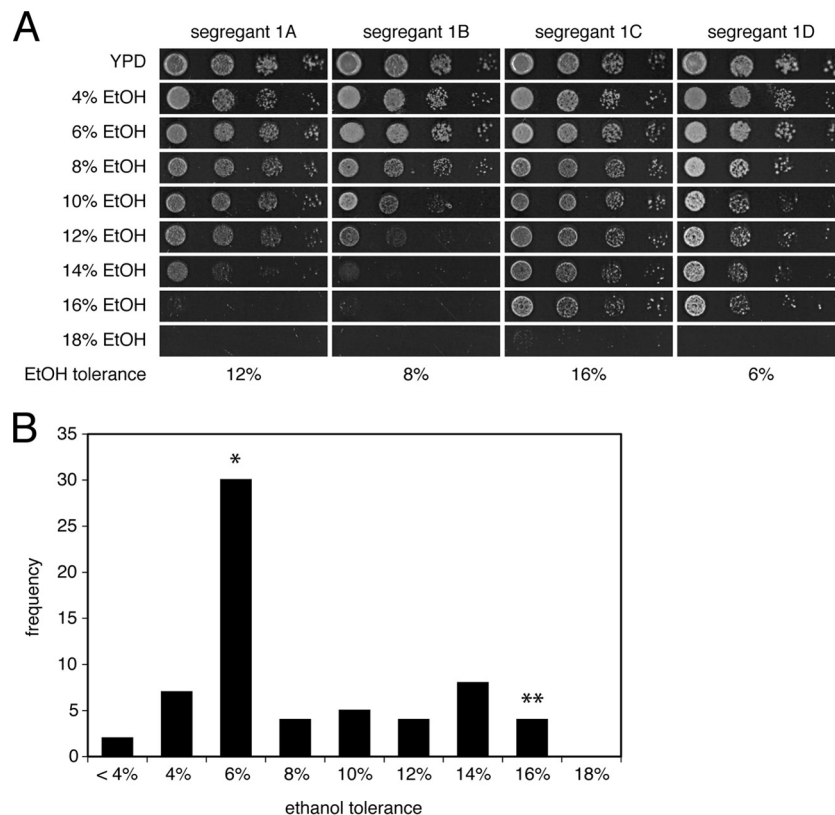 A
segregant 1A segregant 1B segregant 1C segregant 1D
YPD
4% EtOH
6% EtOH
8% EtOH
10% EtOH
12% EtOH
14% EtOH
16% EtOH
18% EtOH
EtOH tolerance 12% 8% 16% 6%
B
35
30
25
20
15
10
5
0
frequency
*
**
< 4% 4% 6% 8% 10% 12% 14% 16% 18%
ethanol tolerance